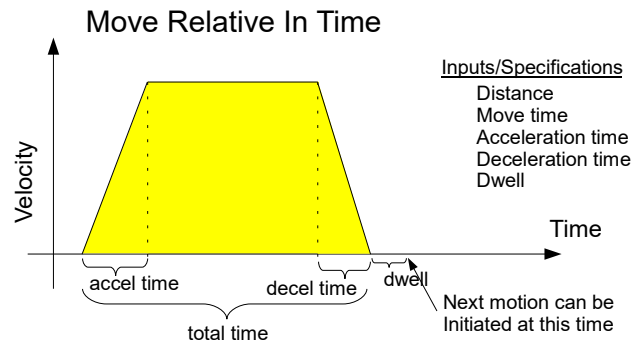 Move Relative In Time
Inputs/Specifications
Distance
Move time
Acceleration time
Deceleration time
Dwell
Velocity
Time
accel time
decel time
dwell
total time
Next motion can be
Initiated at this time